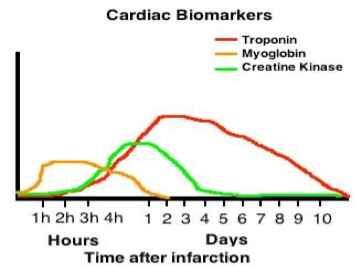 Cardiac Biomarkers
Troponin
Myoglobin
Creatine Kinase
1h 2h 3h 4h 1 2 3 4 5 6 7 8 9 10
Hours Days
Time after infarction